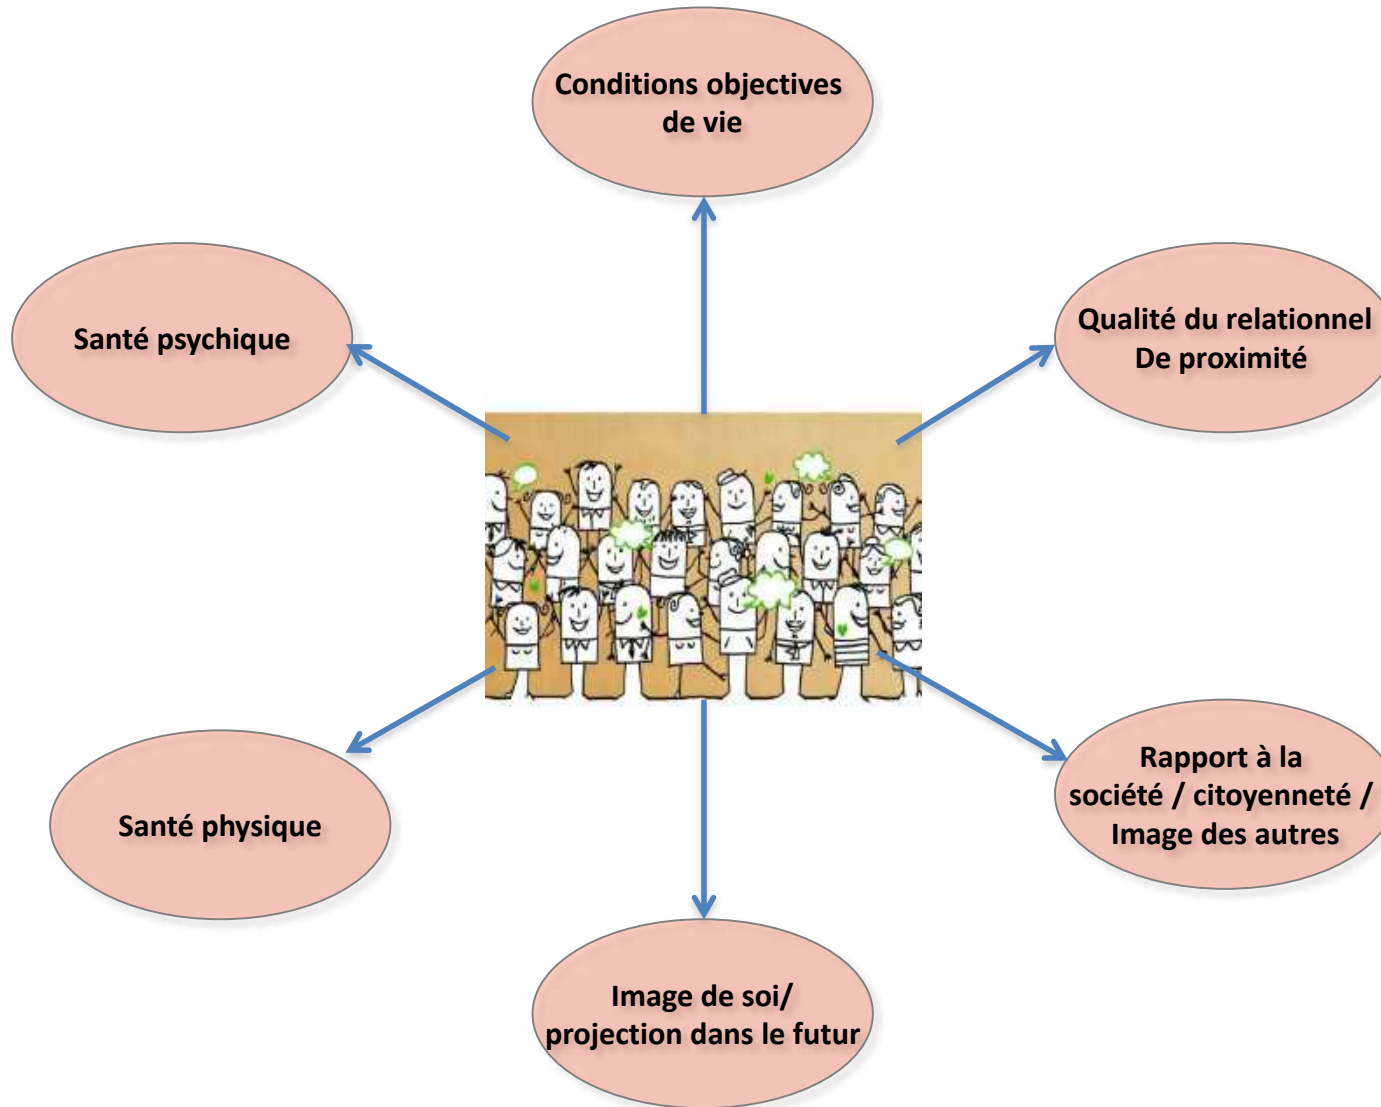 Conditions objectives
de vie
Santé psychique
Qualité du relationnel
De proximité
Santé physique
Rapport à la
société / citoyenneté /
Image des autres
Image de soi/
projection dans le futur